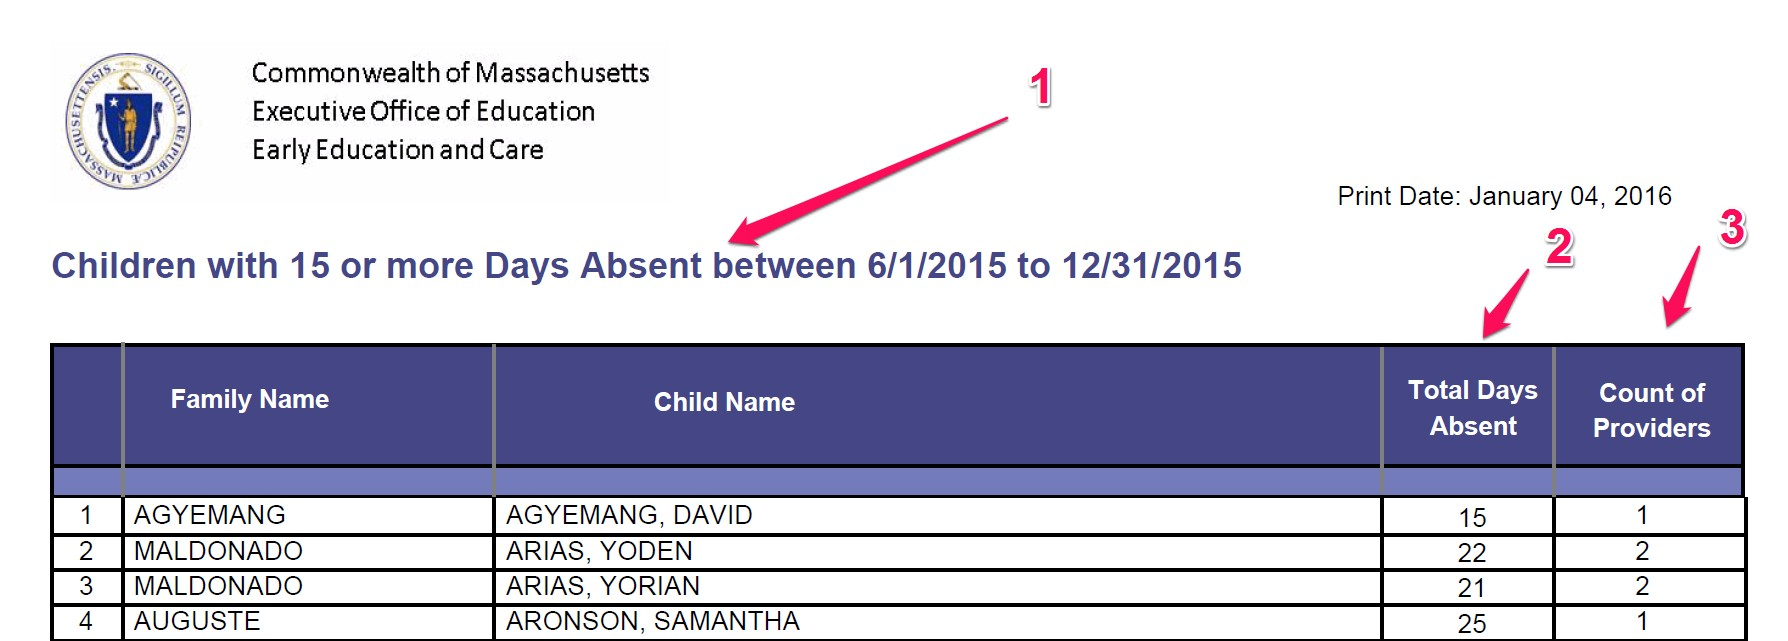 MASSACHUSETTENSIS. SIGILLUM REIPUBLICÆ
Commonwealth of Massachusetts
Executive Office of Education
Early Education and Care
1
Print Date: January 04, 2016
2
3
Children with 15 or more Days Absent between 6/1/2015 to 12/31/2015
Family Name Child Name Total Days Absent Count of Providers
1 AGYEMANG AGYEMANG, DAVID 15 1
2 MALDONADO ARIAS, YODEN 22 2
3 MALDONADO ARIAS, YORIAN 21 2
4 AUGUSTE ARONSON, SAMANTHA 25 1